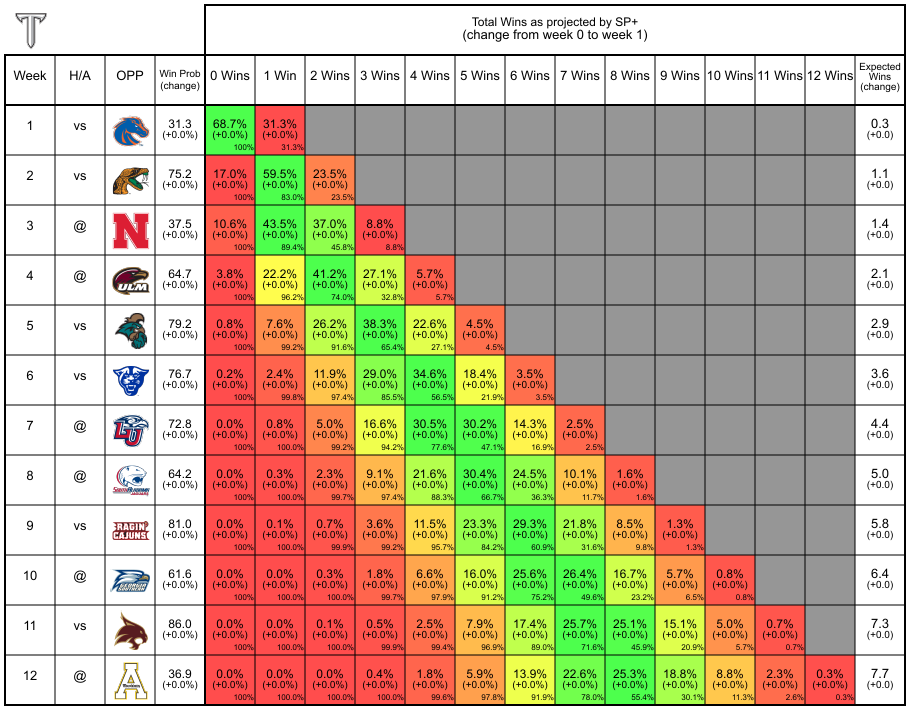 T
Total Wins as projected by SP+
(change from week 0 to week 1)
Week H/A OPP Win Prob (change) 0 Wins 1 Win 2 Wins 3 Wins 4 Wins 5 Wins 6 Wins 7 Wins 8 Wins 9 Wins 10 Wins 11 Wins 12 Wins Expected Wins (change)
1 vs 31.3 68.7% 31.3% 0.3
(+0.0%) (+0.0%) (+0.0%) (+0.0)
100% 31.3%
2 vs 75.2 17.0% 59.5% 23.5% 1.1
(+0.0%) (+0.0%) (+0.0%) (+0.0%) (+0.0)
100% 83.0% 23.5%
3 @ N 37.5 10.6% 43.5% 37.0% 8.8% 1.4
(+0.0%) (+0.0%) (+0.0%) (+0.0%) (+0.0%) (+0.0)
100% 89.4% 45.8% 8.8%
4 @ ULM 64.7 3.8% 22.2% 41.2% 27.1% 5.7% 2.1
(+0.0%) (+0.0%) (+0.0%) (+0.0%) (+0.0%) (+0.0%) (+0.0)
100% 96.2% 74.0% 32.8% 5.7%
5 vs 79.2 0.8% 7.6% 26.2% 38.3% 22.6% 4.5% 2.9
(+0.0%) (+0.0%) (+0.0%) (+0.0%) (+0.0%) (+0.0%) (+0.0%) (+0.0)
100% 99.2% 91.6% 65.4% 27.1% 4.5%
6 vs 76.7 0.2% 2.4% 11.9% 29.0% 34.6% 18.4% 3.5% 3.6
(+0.0%) (+0.0%) (+0.0%) (+0.0%) (+0.0%) (+0.0%) (+0.0%) (+0.0%) (+0.0)
100% 99.8% 97.4% 85.5% 56.5% 21.9% 3.5%
7 @ LU 72.8 0.0% 0.8% 5.0% 16.6% 30.5% 30.2% 14.3% 2.5% 4.4
(+0.0%) (+0.0%) (+0.0%) (+0.0%) (+0.0%) (+0.0%) (+0.0%) (+0.0%) (+0.0%) (+0.0)
100% 100.0% 99.2% 94.2% 77.6% 47.1% 16.9% 2.5%
8 @ SOUTH ALABAMA JAGUARS 64.2 0.0% 0.3% 2.3% 9.1% 21.6% 30.4% 24.5% 10.1% 1.6% 5.0
(+0.0%) (+0.0%) (+0.0%) (+0.0%) (+0.0%) (+0.0%) (+0.0%) (+0.0%) (+0.0%) (+0.0%) (+0.0)
100% 100.0% 99.7% 97.4% 88.3% 66.7% 36.3% 11.7% 1.6%
9 vs RAGIN' CAJUNS 81.0 0.0% 0.1% 0.7% 3.6% 11.5% 23.3% 29.3% 21.8% 8.5% 1.3% 5.8
(+0.0%) (+0.0%) (+0.0%) (+0.0%) (+0.0%) (+0.0%) (+0.0%) (+0.0%) (+0.0%) (+0.0%) (+0.0%) (+0.0)
100% 100.0% 99.9% 99.2% 95.7% 84.2% 60.9% 31.6% 9.8% 1.3%
10 @ GEORGIA SOUTHERN 61.6 0.0% 0.0% 0.3% 1.8% 6.6% 16.0% 25.6% 26.4% 16.7% 5.7% 0.8% 6.4
(+0.0%) (+0.0%) (+0.0%) (+0.0%) (+0.0%) (+0.0%) (+0.0%) (+0.0%) (+0.0%) (+0.0%) (+0.0%) (+0.0%) (+0.0)
100% 100.0% 100.0% 99.7% 97.9% 91.2% 75.2% 49.6% 23.2% 6.5% 0.8%
11 vs 86.0 0.0% 0.0% 0.1% 0.5% 2.5% 7.9% 17.4% 25.7% 25.1% 15.1% 5.0% 0.7% 7.3
(+0.0%) (+0.0%) (+0.0%) (+0.0%) (+0.0%) (+0.0%) (+0.0%) (+0.0%) (+0.0%) (+0.0%) (+0.0%) (+0.0%) (+0.0%) (+0.0)
100% 100.0% 100.0% 99.9% 99.4% 96.9% 89.0% 71.6% 45.9% 20.9% 5.7% 0.7%
12 @ A 36.9 0.0% 0.0% 0.0% 0.4% 1.8% 5.9% 13.9% 22.6% 25.3% 18.8% 8.8% 2.3% 0.3% 7.7
(+0.0%) (+0.0%) (+0.0%) (+0.0%) (+0.0%) (+0.0%) (+0.0%) (+0.0%) (+0.0%) (+0.0%) (+0.0%) (+0.0%) (+0.0%) (+0.0%) (+0.0)
100% 100.0% 100.0% 100.0% 99.6% 97.8% 91.9% 78.0% 55.4% 30.1% 11.3% 2.6% 0.3%